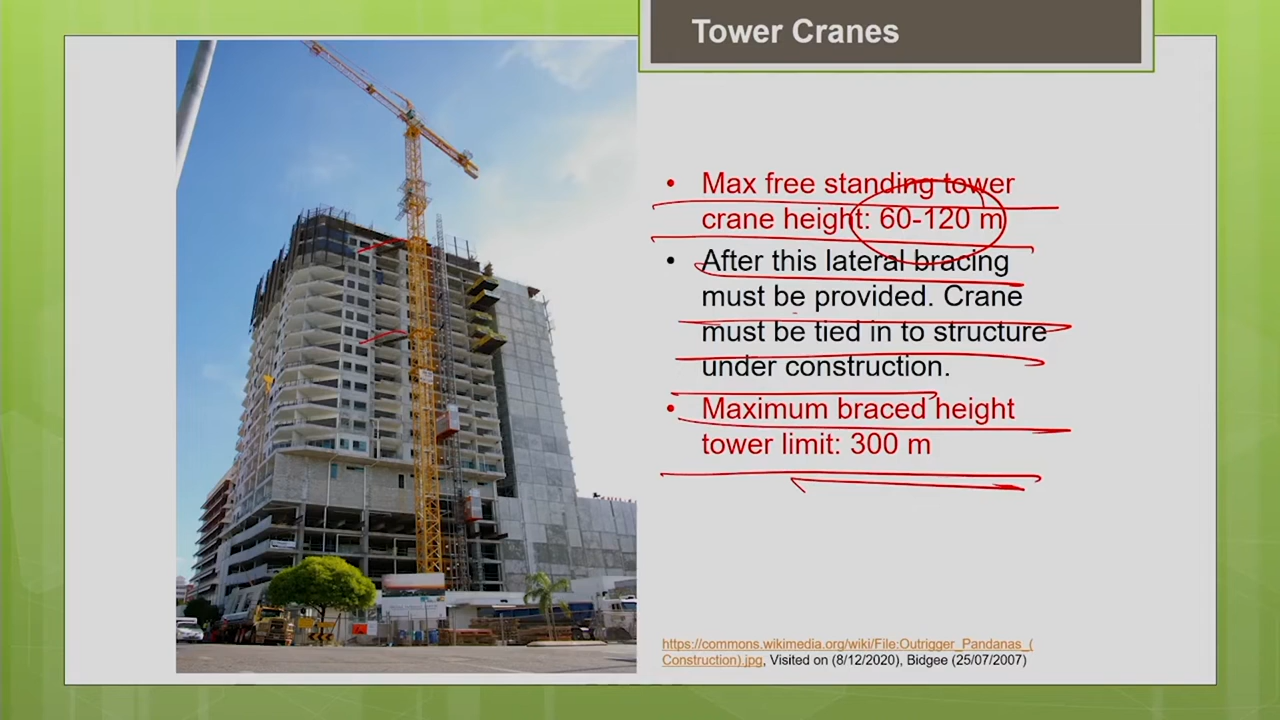 Tower Cranes
• Max free standing tower
crane height: 60-120 m
• After this lateral bracing
must be provided. Crane
must be tied in to structure
under construction.
• Maximum braced height
tower limit: 300 m
https://commons.wikimedia.org/wiki/File:Outrigger_Pandanas_(
Construction).jpg, Visited on (8/12/2020), Bidgee (25/07/2007)